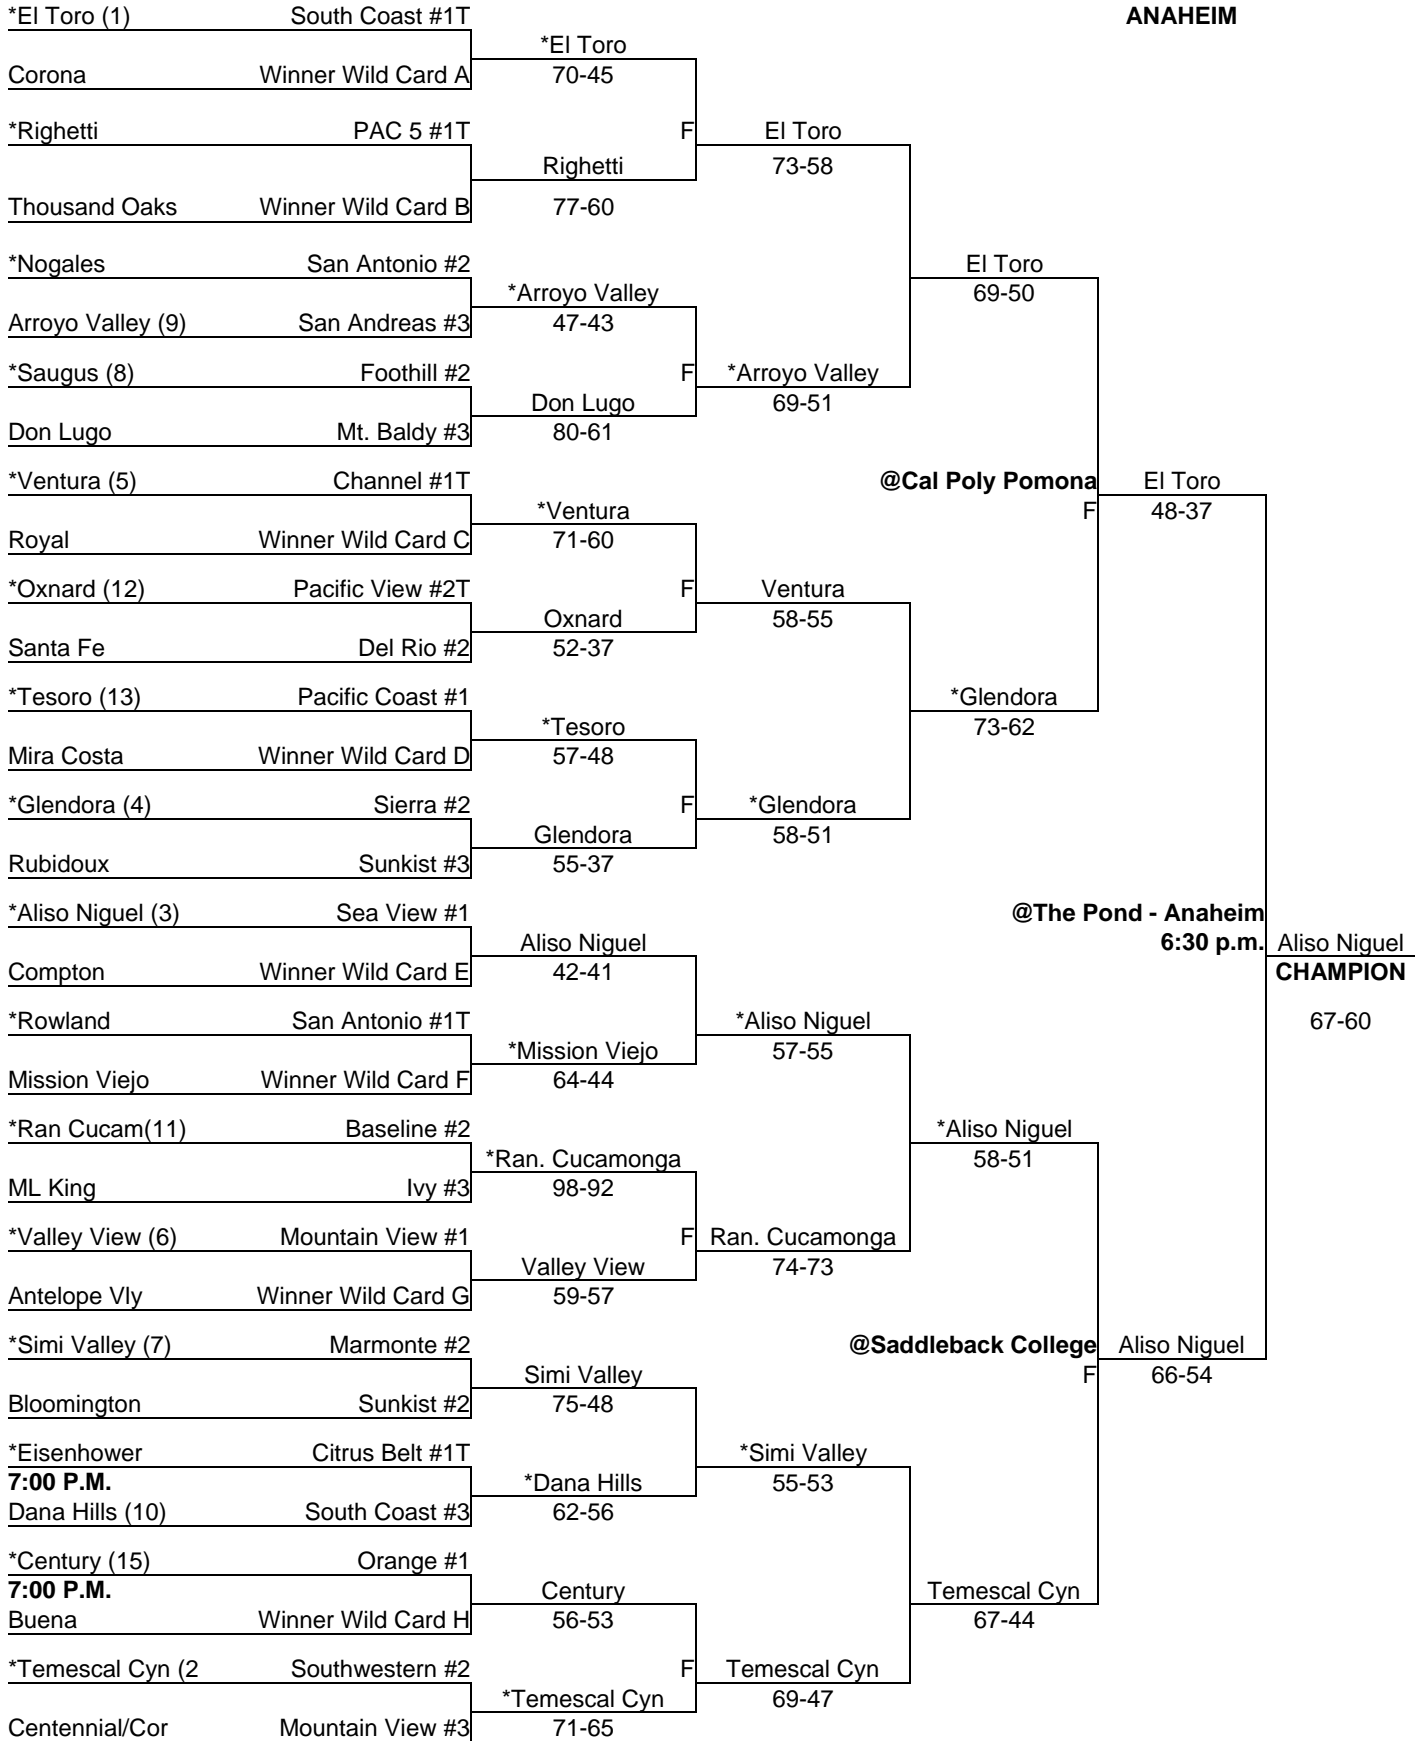 *El Toro (1) South Coast #1T ANAHEIM
*El Toro
Corona Winner Wild Card A 70-45
*Righetti PAC 5 #1T F El Toro
Righetti 73-58
Thousand Oaks Winner Wild Card B 77-60
*Nogales San Antonio #2 El Toro
*Arroyo Valley 69-50
Arroyo Valley (9) San Andreas #3 47-43
*Saugus (8) Foothill #2 F *Arroyo Valley
Don Lugo 69-51
Don Lugo Mt. Baldy #3 80-61
*Ventura (5) Channel #1T @Cal Poly Pomona El Toro
*Ventura F 48-37
Royal Winner Wild Card C 71-60
*Oxnard (12) Pacific View #2T F Ventura
Oxnard 58-55
Santa Fe Del Rio #2 52-37
*Tesoro (13) Pacific Coast #1 *Glendora
*Tesoro 73-62
Mira Costa Winner Wild Card D 57-48
*Glendora (4) Sierra #2 F *Glendora
Glendora 58-51
Rubidoux Sunkist #3 55-37
*Aliso Niguel (3) Sea View #1 @The Pond - Anaheim
Aliso Niguel 6:30 p.m. Aliso Niguel
Compton Winner Wild Card E 42-41 CHAMPION
*Rowland San Antonio #1T *Aliso Niguel 67-60
*Mission Viejo 57-55
Mission Viejo Winner Wild Card F 64-44
*Ran Cucam(11) Baseline #2 *Aliso Niguel
*Ran. Cucamonga 58-51
ML King Ivy #3 98-92
*Valley View (6) Mountain View #1 F Ran. Cucamonga
Valley View 74-73
Antelope Vly Winner Wild Card G 59-57
*Simi Valley (7) Marmonte #2 @Saddleback College Aliso Niguel
Simi Valley F 66-54
Bloomington Sunkist #2 75-48
*Eisenhower Citrus Belt #1T *Simi Valley
7:00 P.M. *Dana Hills 55-53
Dana Hills (10) South Coast #3 62-56
*Century (15) Orange #1
7:00 P.M. Century Temescal Cyn
Buena Winner Wild Card H 56-53 67-44
*Temescal Cyn (2 Southwestern #2 F Temescal Cyn
*Temescal Cyn 69-47
Centennial/Cor Mountain View #3 71-65